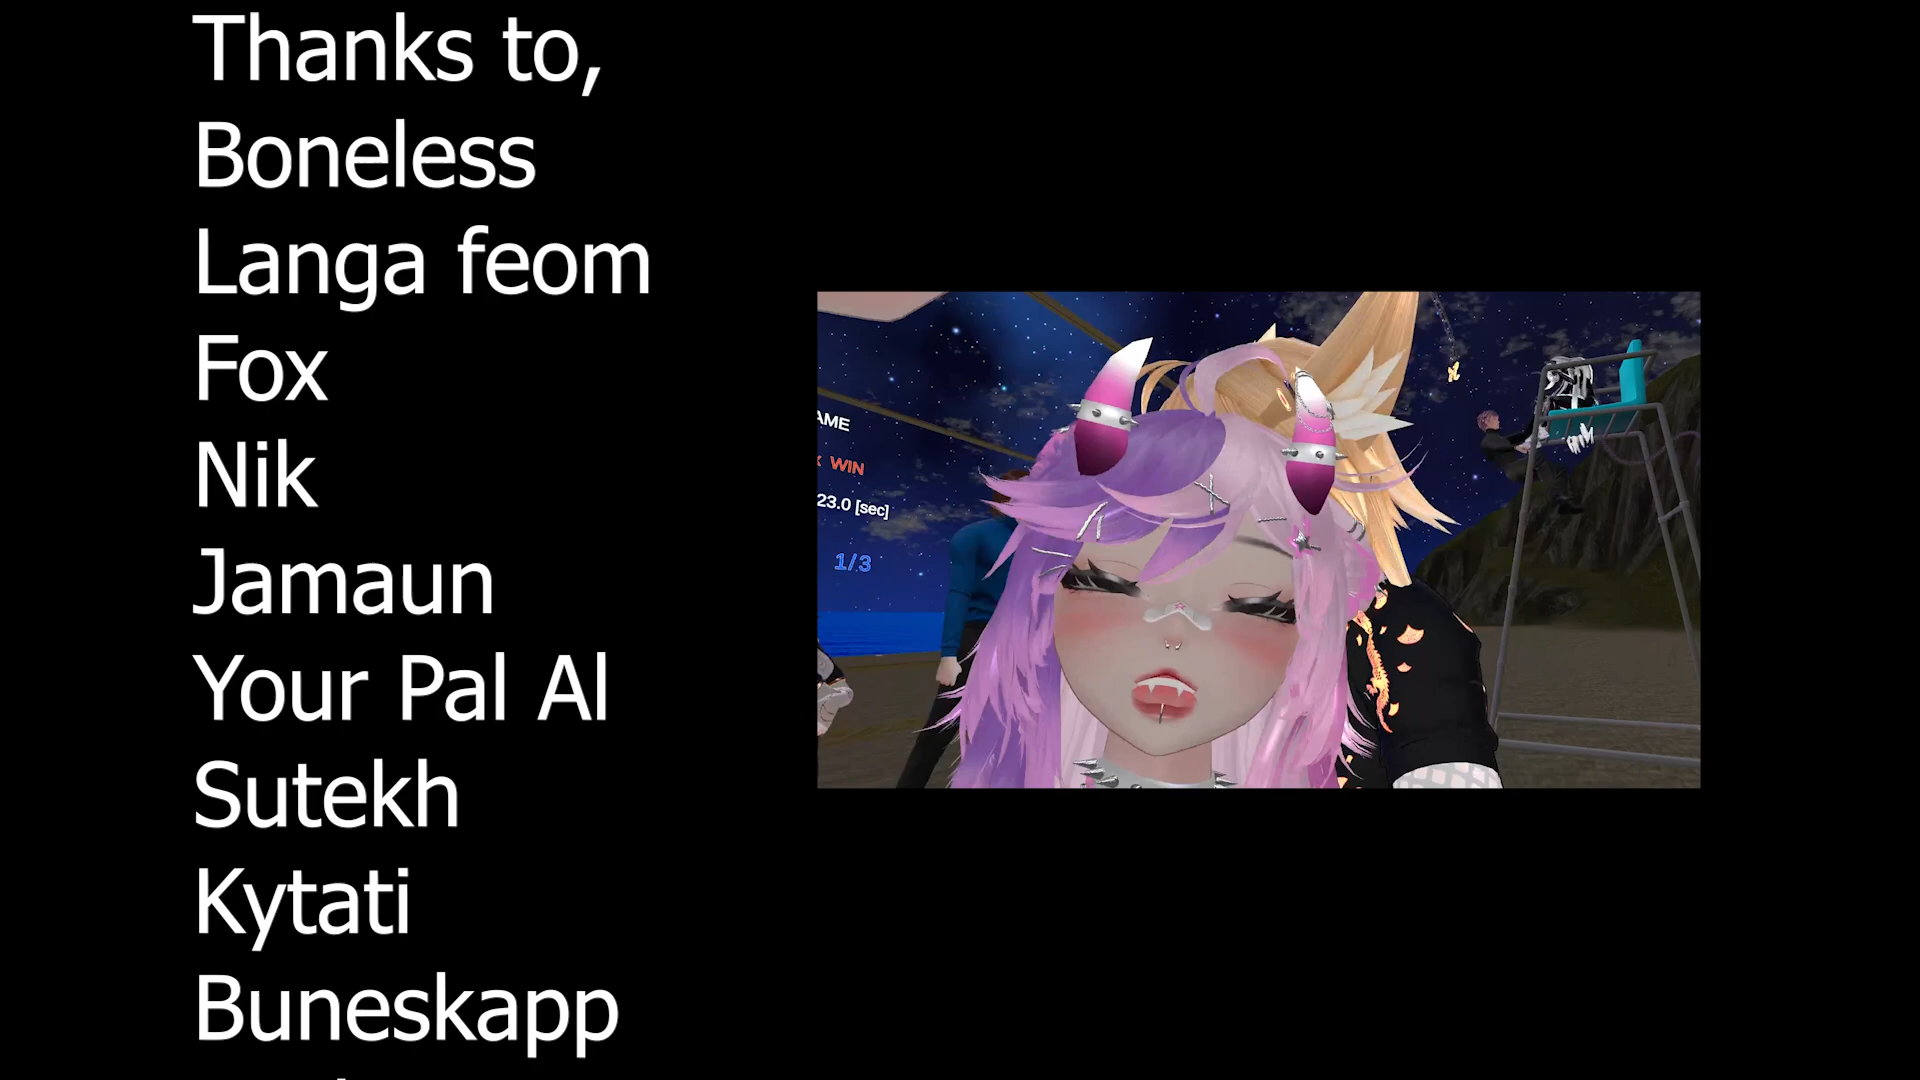 Thanks to,
Boneless
Langa feom
Fox
Nik
Jamaun
Your Pal Al
Sutekh
Kytati
Buneskapp
WIN
23.0 [sec]
1/3